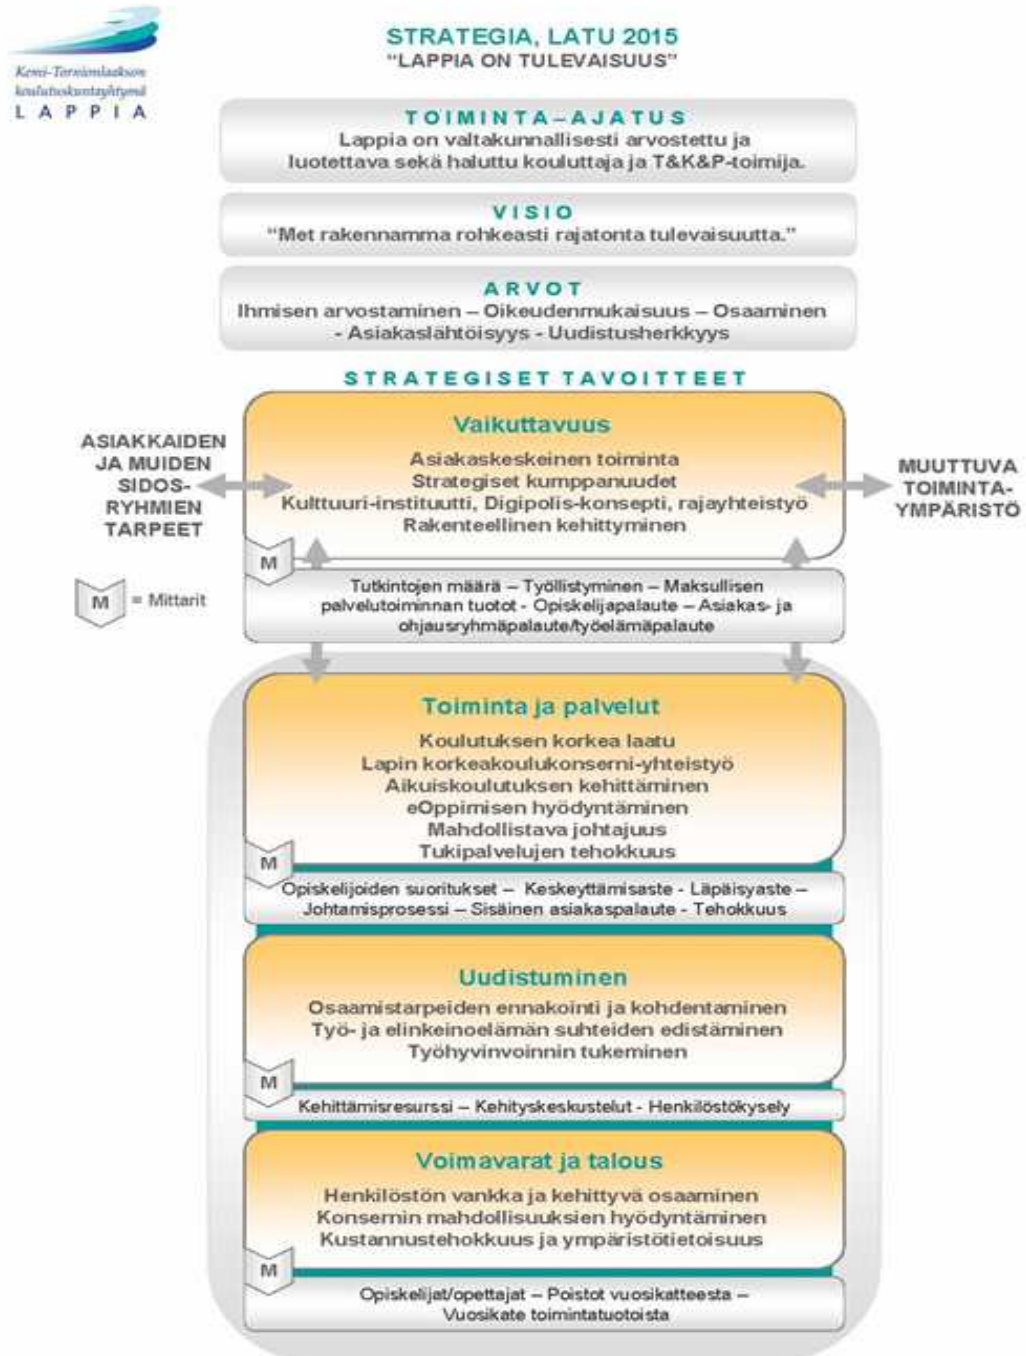 Kemi-Tornionlaakson
koulutuskuntayhtymä
LAPPIA
STRATEGIA, LATU 2015
"LAPPIA ON TULEVAISUUS"
TOIMINTA–AJATUS
Lappia on valtakunnallisesti arvostettu ja
luotettava sekä haluttu kouluttaja ja T&K&P-toimija.
VISIO
"Met rakennamma rohkeasti rajatonta tulevaisuutta."
ARVOT
Ihmisen arvostaminen – Oikeudenmukaisuus – Osaaminen
- Asiakaslähtöisyys - Uudistusherkkyys
STRATEGISET TAVOITTEET
ASIAKKAIDEN
JA MUIDEN
SIDOS-
RYHMIEN
TARPEET
Vaikuttavuus
Asiakaskeskeinen toiminta
Strategiset kumppanuudet
Kulttuuri-instituutti, Digipolis-konsepti, rajayhteistyö
Rakenteellinen kehittyminen
MUUTTUVA
TOIMINTA-
YMPÄRISTÖ
M
M = Mittarit
Tutkintojen määrä – Työllistyminen – Maksullisen
palvelutoiminnan tuotot - Opiskelijapalaute – Asiakas- ja
ohjausryhmäpalaute/työelämäpalaute
Toiminta ja palvelut
Koulutuksen korkea laatu
Lapin korkeakoulukonserni-yhteistyö
Aikuiskoulutuksen kehittäminen
eOppimisen hyödyntäminen
Mahdollistava johtajuus
Tukipalvelujen tehokkuus
M
Opiskelijoiden suoritukset – Keskeyttämisaste - Läpäisyaste –
Johtamisprosessi – Sisäinen asiakaspalaute - Tehokkuus
Uudistuminen
Osaamistarpeiden ennakointi ja kohdentaminen
Työ- ja elinkeinoelämän suhteiden edistäminen
Työhyvinvoinnin tukeminen
M
Kehittämisresurssi – Kehityskeskustelut - Henkilöstökysely
Voimavarat ja talous
Henkilöstön vankka ja kehittyvä osaaminen
Konsernin mahdollisuuksien hyödyntäminen
Kustannustehokkuus ja ympäristötietoisuus
M
Opiskelijat/opettajat – Poistot vuosikatteesta –
Vuosikate toimintatuotoista